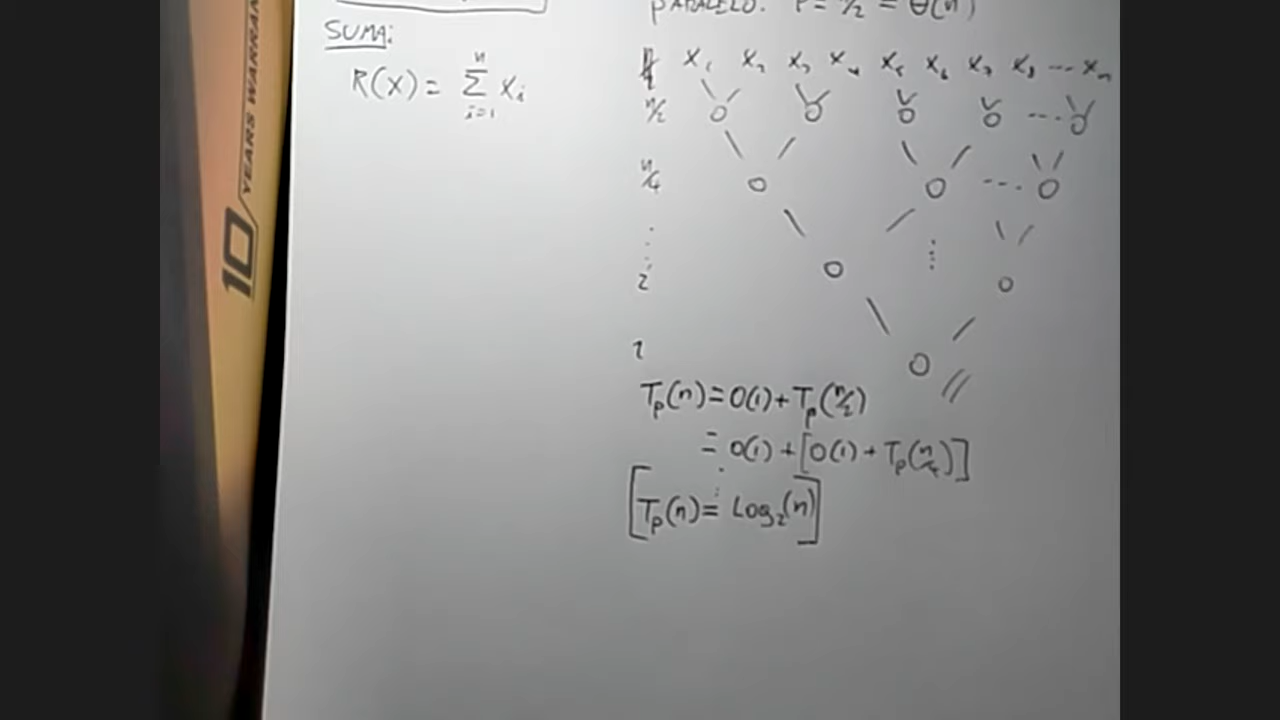 10 YEARS WARRAN
SUMA:
R(x) = Σ_{i=1}^{n} x_i
PARALELO: P = n/2 = Θ(n)
x_1 x_2 x_3 x_4 x_5 x_6 x_7 x_8 ... x_n
n/2
n/4
2
1
T_p(n) = O(1) + T_p(n/2)
= O(1) + [O(1) + T_p(n/4)]
[T_p(n) = Log_2(n)]